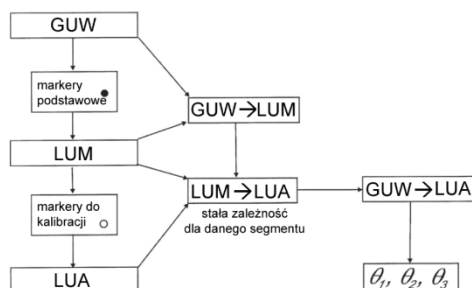 GUW
markery
podstawowe
GUW→LUM
LUM
LUM→LUA
GUW→LUA
markery do
kalibracji
stała zależność
dla danego segmentu
LUA
θ₁, θ₂, θ₃